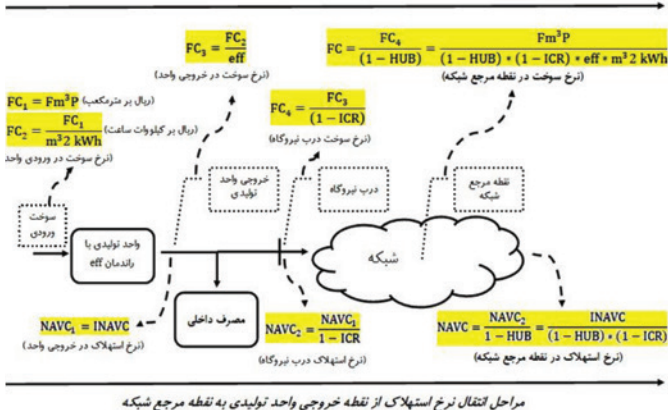 FC₃ = FC₂ / eff
(نرخ سوخت در خروجی واحد)
FC = FC₄ / (1 − HUB) = Fm³P / (1 − HUB) * (1 − ICR) * eff * m³2 kWh
(نرخ سوخت در نقطه مرجع شبکه)
FC₁ = Fm³P (ریال بر مترمکعب)
FC₂ = FC₁ / m³2 kWh (ریال بر کیلووات ساعت)
(نرخ سوخت در ورودی واحد)
FC₄ = FC₃ / (1 − ICR)
(نرخ سوخت درب نیروگاه)
سوخت
ورودی
خروجی واحد
تولیدی
درب نیروگاه
نقطه مرجع
شبکه
واحد تولیدی با
راندمان eff
شبکه
مصرف داخلی
NAVC₁ = INAVC
(نرخ استهلاک در خروجی واحد)
NAVC₂ = NAVC₁ / 1 − ICR
(نرخ استهلاک درب نیروگاه)
NAVC = NAVC₂ / 1 − HUB = INAVC / (1 − HUB) * (1 − ICR)
(نرخ استهلاک در نقطه مرجع شبکه)
مراحل انتقال نرخ استهلاک از نقطه خروجی واحد تولیدی به نقطه مرجع شبکه